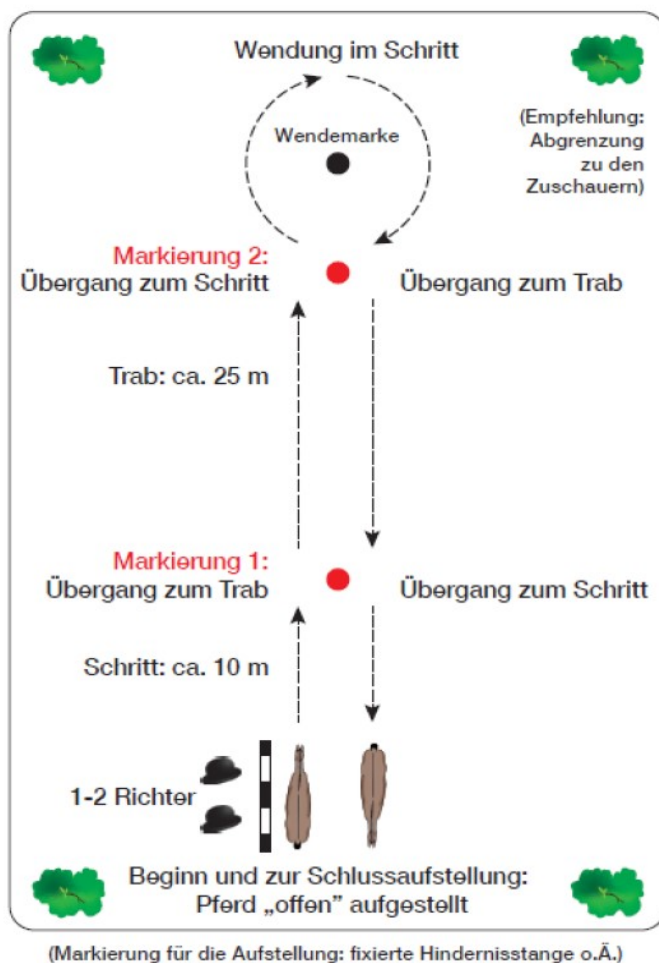 Wendung im Schritt
Wendemarke
(Empfehlung:
Abgrenzung
zu den
Zuschauern)
Markierung 2:
Übergang zum Schritt
Übergang zum Trab
Trab: ca. 25 m
Markierung 1:
Übergang zum Trab
Übergang zum Schritt
Schritt: ca. 10 m
1-2 Richter
Beginn und zur Schlussaufstellung:
Pferd „offen” aufgestellt
(Markierung für die Aufstellung: fixierte Hindernisstange o.Ä.)